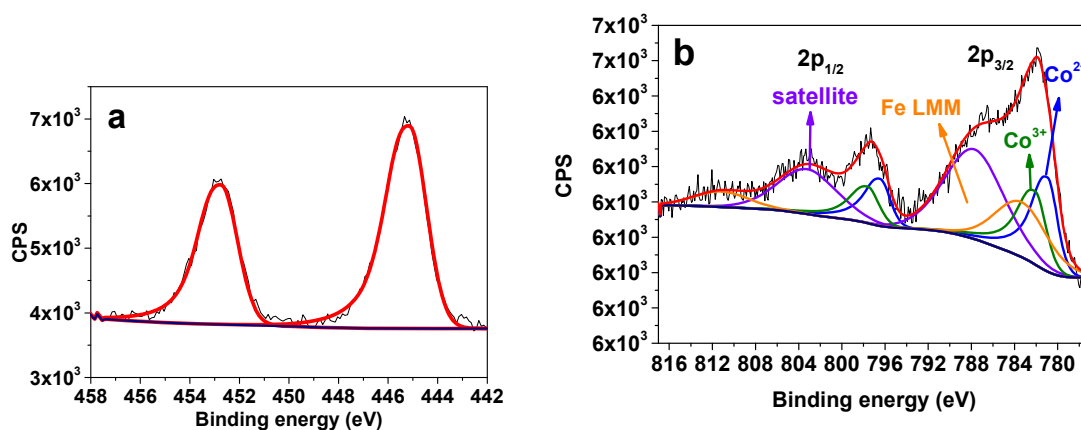 a
7x10³
6x10³
5x10³
4x10³
3x10³
CPS
458 456 454 452 450 448 446 444 442
Binding energy (eV)
b
2p₁/₂
2p₃/₂
satellite
Fe LMM
Co³⁺
Co²
7x10³
7x10³
6x10³
6x10³
6x10³
6x10³
6x10³
6x10³
6x10³
6x10³
CPS
816 812 808 804 800 796 792 788 784 780
Binding energy (eV)